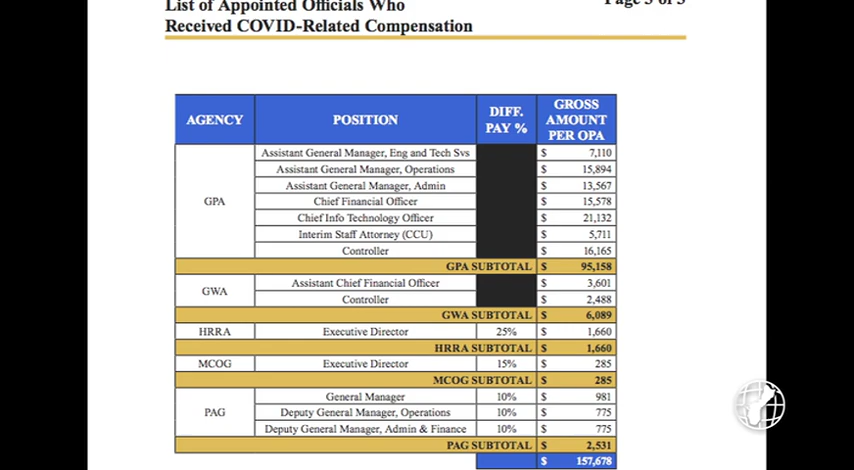 List of Appointed Officials Who
Page 3 of 3
Received COVID-Related Compensation
AGENCY POSITION DIFF. PAY % GROSS AMOUNT PER OPA
GPA
Assistant General Manager, Eng and Tech Svs $ 7,110
Assistant General Manager, Operations $ 15,894
Assistant General Manager, Admin $ 13,567
Chief Financial Officer $ 15,578
Chief Info Technology Officer $ 21,132
Interim Staff Attorney (CCU) $ 5,711
Controller $ 16,165
GPA SUBTOTAL $ 95,158
GWA
Assistant Chief Financial Officer $ 3,601
Controller $ 2,488
GWA SUBTOTAL $ 6,089
HRRA Executive Director 25% $ 1,660
HRRA SUBTOTAL $ 1,660
MCOG Executive Director 15% $ 285
MCOG SUBTOTAL $ 285
PAG
General Manager 10% $ 981
Deputy General Manager, Operations 10% $ 775
Deputy General Manager, Admin & Finance 10% $ 775
PAG SUBTOTAL $ 2,531
$ 157,678